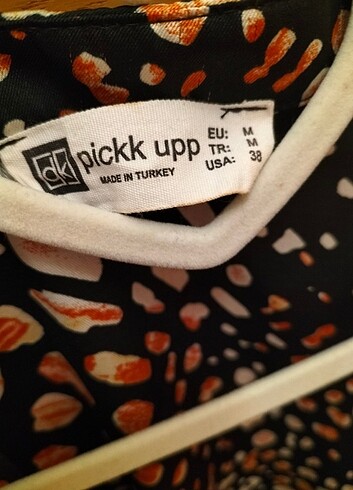 dk pickk upp
MADE IN TURKEY
EU: M
TR: M
USA: 38